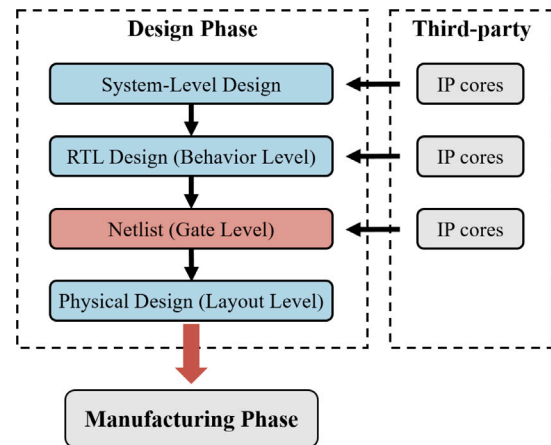 Design Phase
Third-party
System-Level Design
IP cores
RTL Design (Behavior Level)
IP cores
Netlist (Gate Level)
IP cores
Physical Design (Layout Level)
Manufacturing Phase